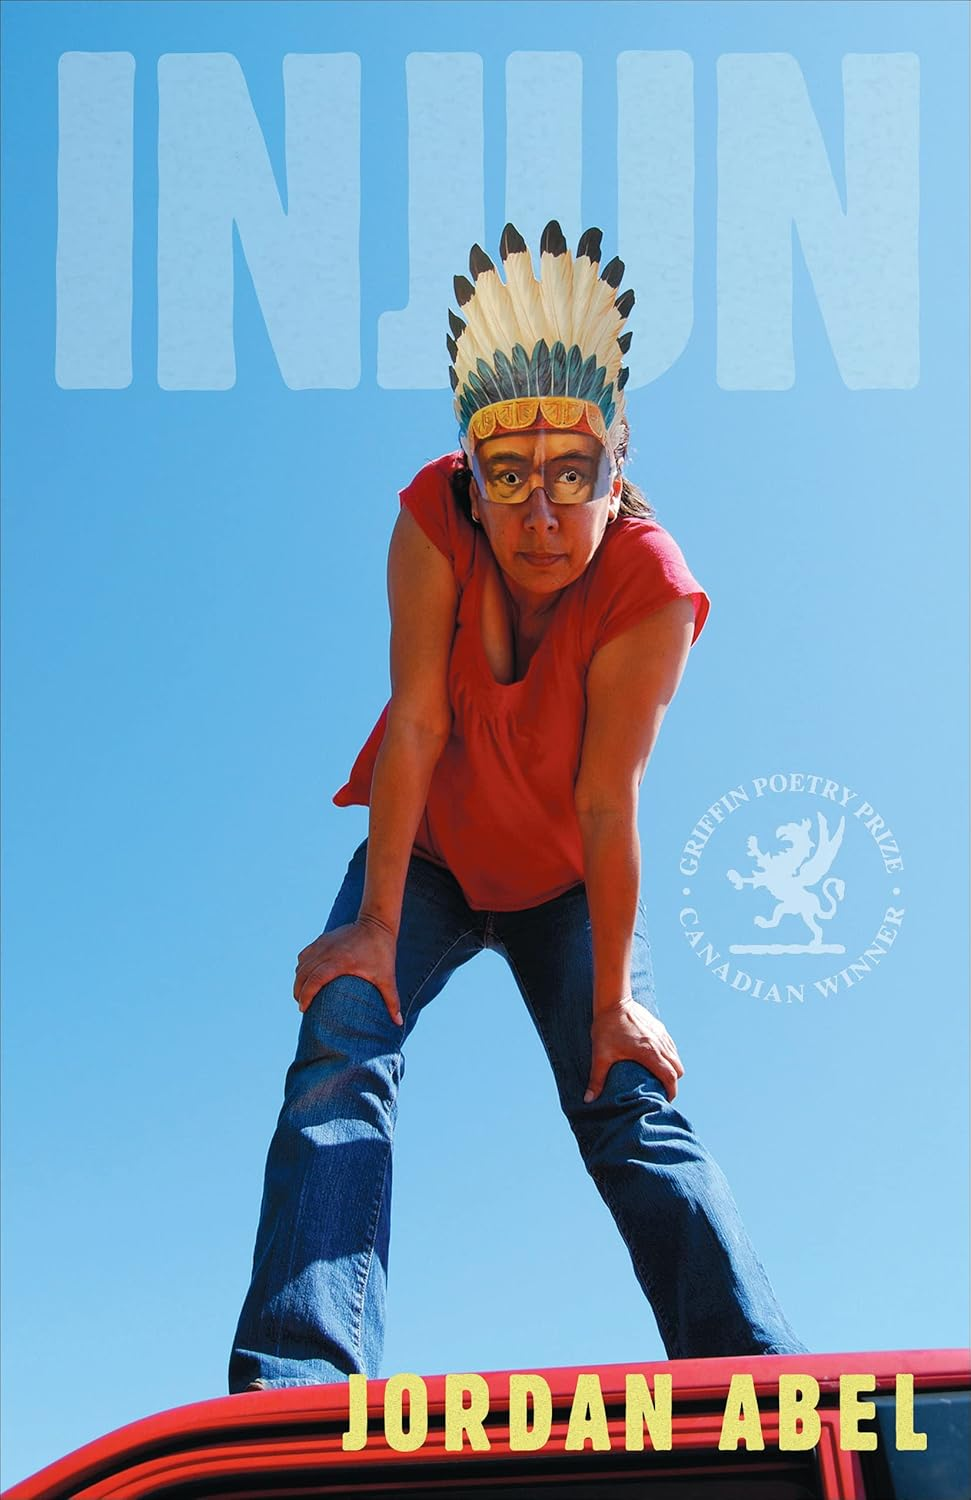 INJUN
GRIFFIN POETRY PRIZE
CANADIAN WINNER
JORDAN ABEL